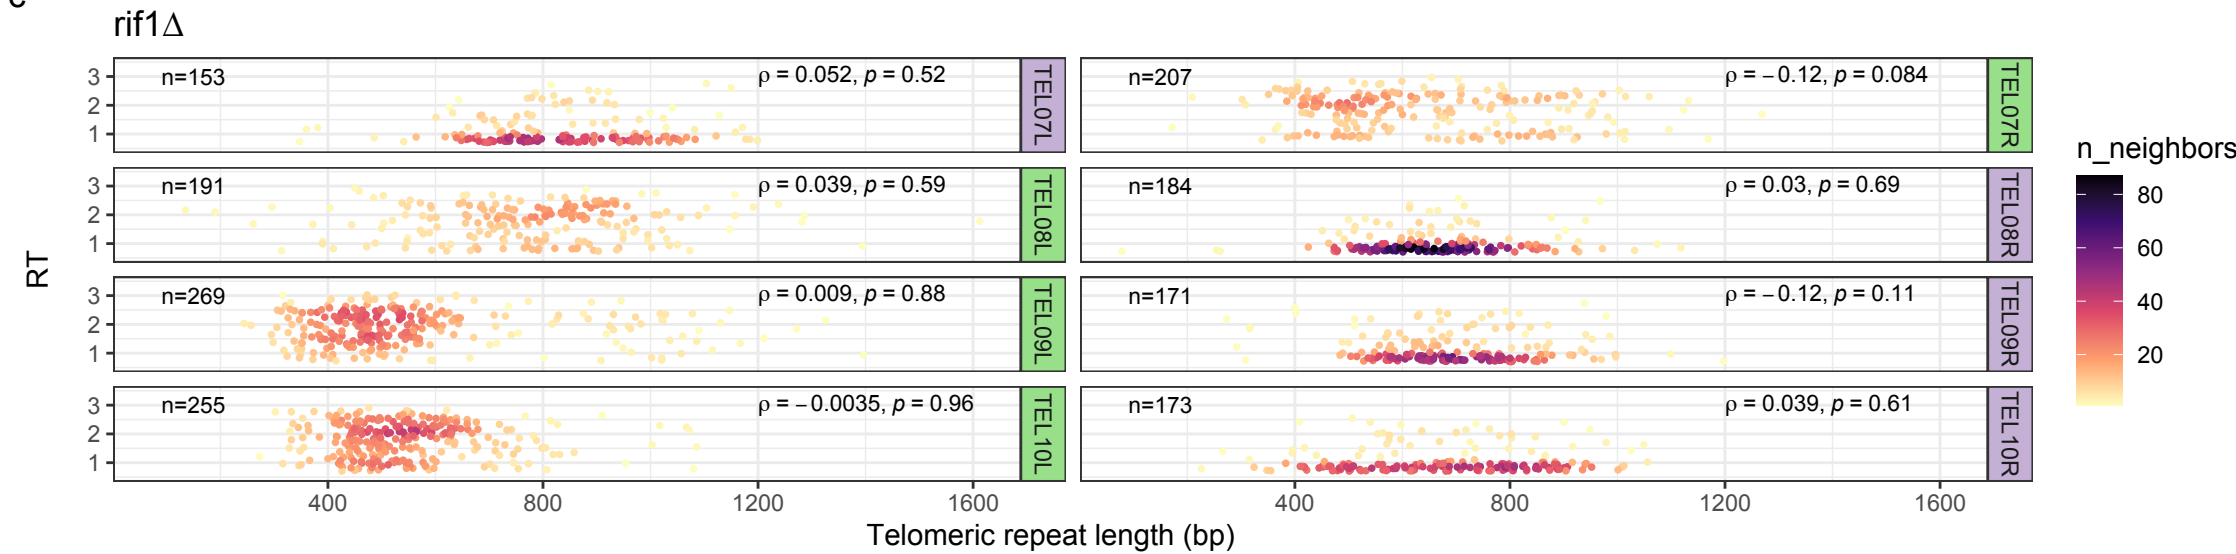 rif1Δ
n=153
ρ = 0.052, p = 0.52
TEL07L
n=207
ρ = −0.12, p = 0.084
TEL07R
3
2
1
n=191
ρ = 0.039, p = 0.59
TEL08L
n=184
ρ = 0.03, p = 0.69
TEL08R
3
2
1
n=269
ρ = 0.009, p = 0.88
TEL09L
n=171
ρ = −0.12, p = 0.11
TEL09R
3
2
1
n=255
ρ = −0.0035, p = 0.96
TEL10L
n=173
ρ = 0.039, p = 0.61
TEL10R
3
2
1
RT
400 800 1200 1600
400 800 1200 1600
Telomeric repeat length (bp)
n_neighbors
80
60
40
20